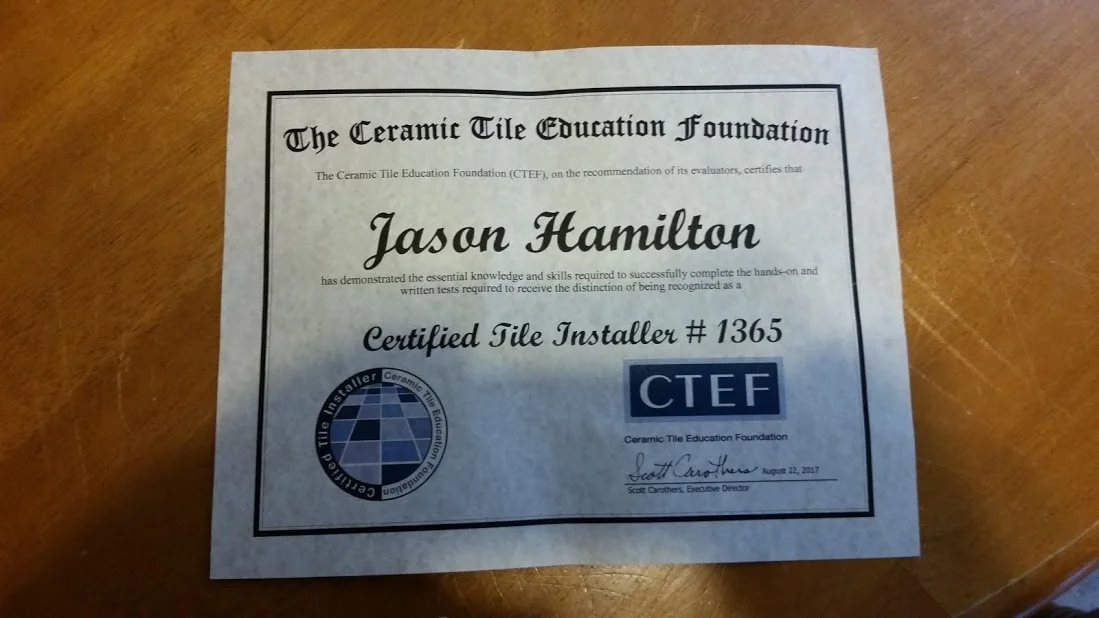 The Ceramic Tile Education Foundation
The Ceramic Tile Education Foundation (CTEF), on the recommendation of its evaluators, certifies that
Jason Hamilton
has demonstrated the essential knowledge and skills required to successfully complete the hands-on and
written tests required to receive the distinction of being recognized as a
Certified Tile Installer # 1365
Certified Tile Installer
Ceramic Tile Education Foundation
CTEF
Ceramic Tile Education Foundation
Scott Carothers August 22, 2017
Scott Carothers, Executive Director